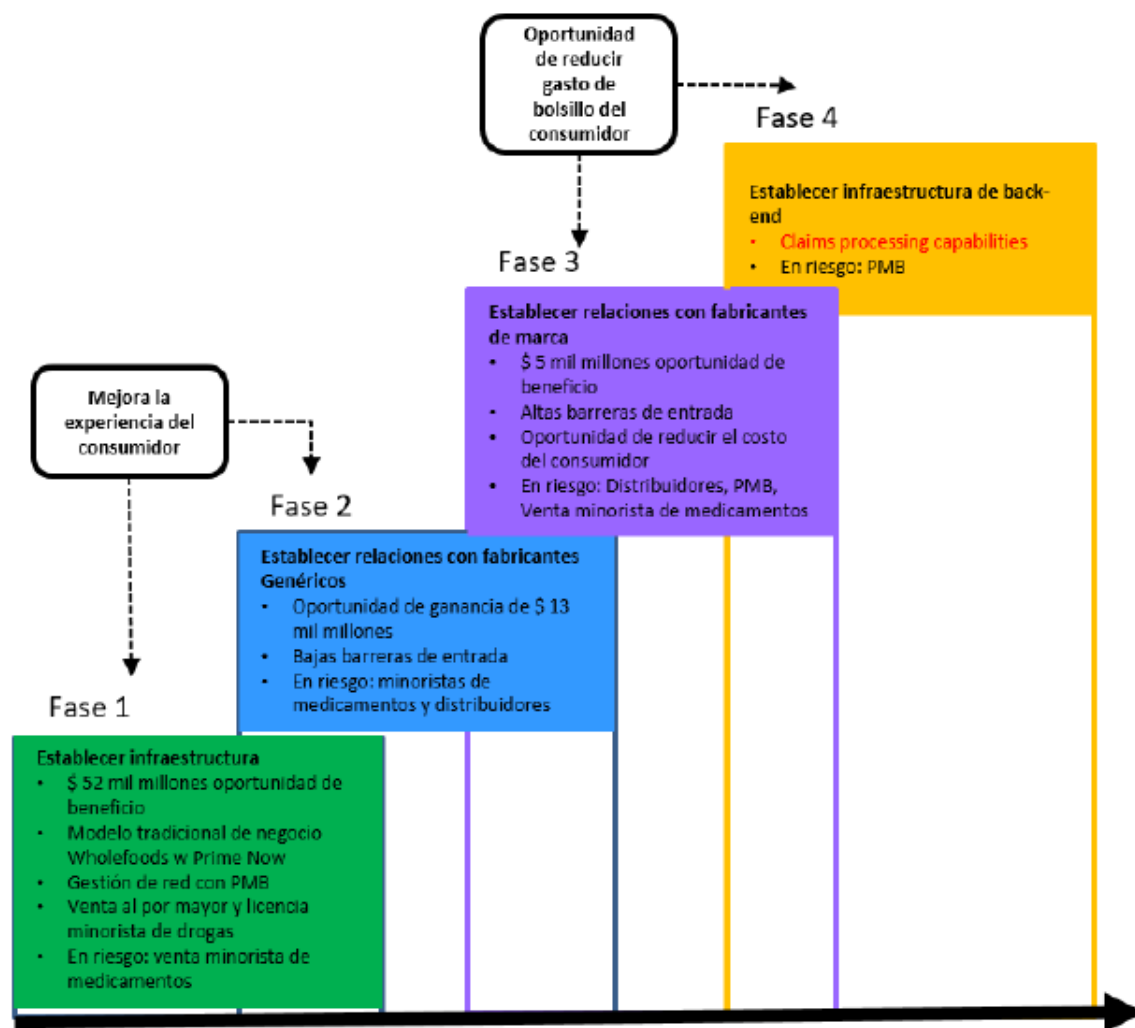 Oportunidad
de reducir
gasto de
bolsillo del
consumidor
Fase 4
Establecer infraestructura de back-
end
• Claims processing capabilities
• En riesgo: PMB
Fase 3
Establecer relaciones con fabricantes
de marca
• $ 5 mil millones oportunidad de
beneficio
• Altas barreras de entrada
• Oportunidad de reducir el costo
del consumidor
• En riesgo: Distribuidores, PMB,
Venta minorista de medicamentos
Mejora la
experiencia del
consumidor
Fase 2
Establecer relaciones con fabricantes
Genéricos
• Oportunidad de ganancia de $ 13
mil millones
• Bajas barreras de entrada
• En riesgo: minoristas de
medicamentos y distribuidores
Fase 1
Establecer infraestructura
• $ 52 mil millones oportunidad de
beneficio
• Modelo tradicional de negocio
Wholefoods w Prime Now
• Gestión de red con PMB
• Venta al por mayor y licencia
minorista de drogas
• En riesgo: venta minorista de
medicamentos